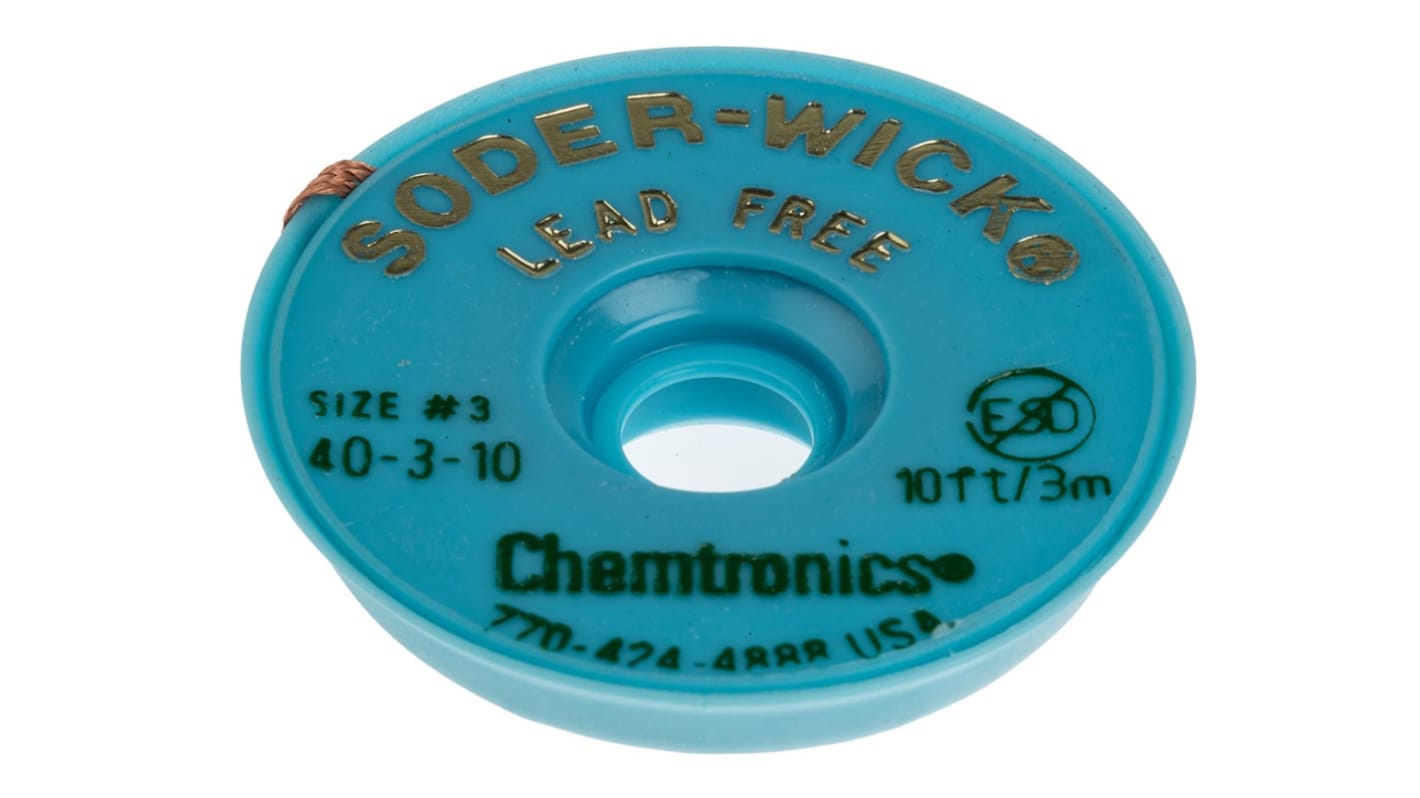 SODER-WICK®
LEAD FREE
SIZE #3
40-3-10
ESD
10ft/3m
Chemtronics
770-424-4888 USA